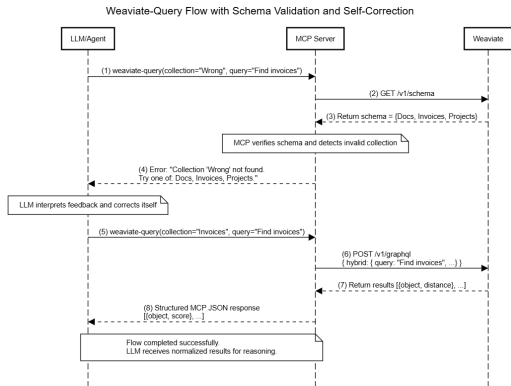 Weaviate-Query Flow with Schema Validation and Self-Correction
LLM/Agent
MCP Server
Weaviate
(1) weaviate-query(collection="Wrong", query="Find invoices")
(2) GET /v1/schema
(3) Return schema = {Docs, Invoices, Projects}
MCP verifies schema and detects invalid collection
(4) Error: "Collection 'Wrong' not found.
Try one of: Docs, Invoices, Projects."
LLM interprets feedback and corrects itself
(5) weaviate-query(collection="Invoices", query="Find invoices")
(6) POST /v1/graphql
{ hybrid: { query: "Find invoices", ...} }
(7) Return results [{object, distance}, ...]
(8) Structured MCP JSON response
[{object, score}, ...]
Flow completed successfully.
LLM receives normalized results for reasoning.